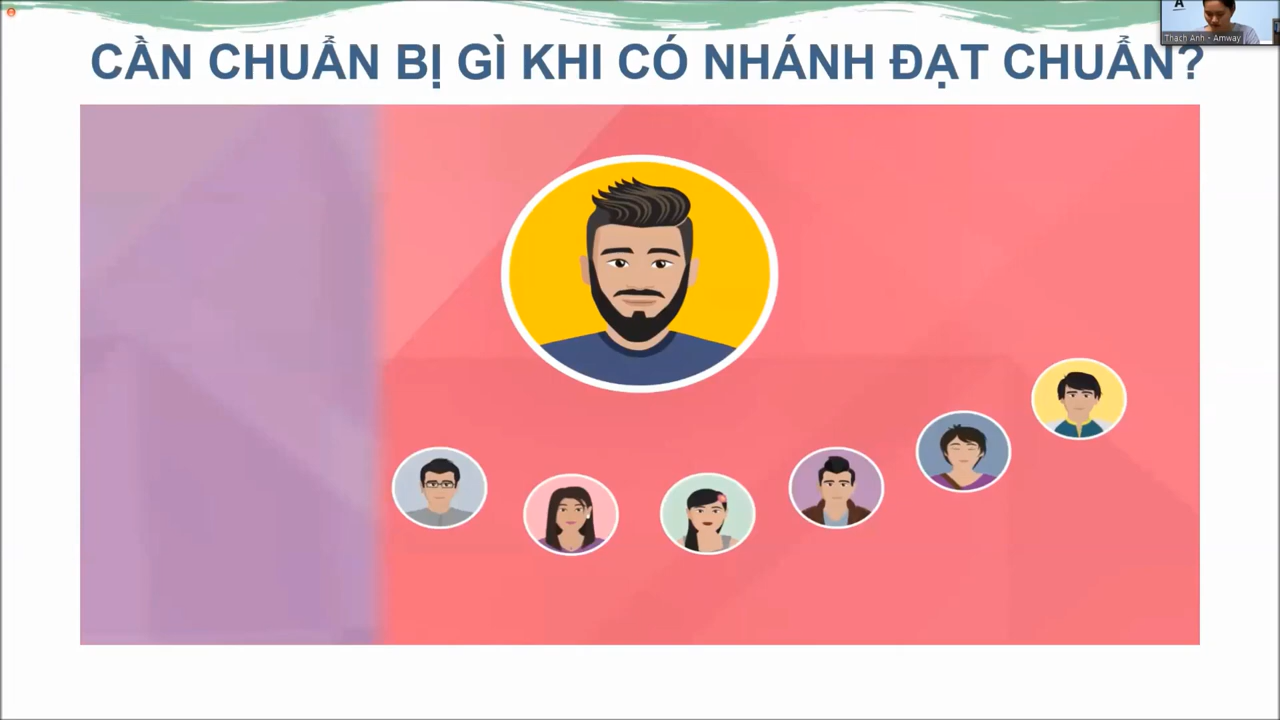 CẦN CHUẨN BỊ GÌ KHI CÓ NHÁNH ĐẠT CHUẨN?
A
Thach Anh - Amway